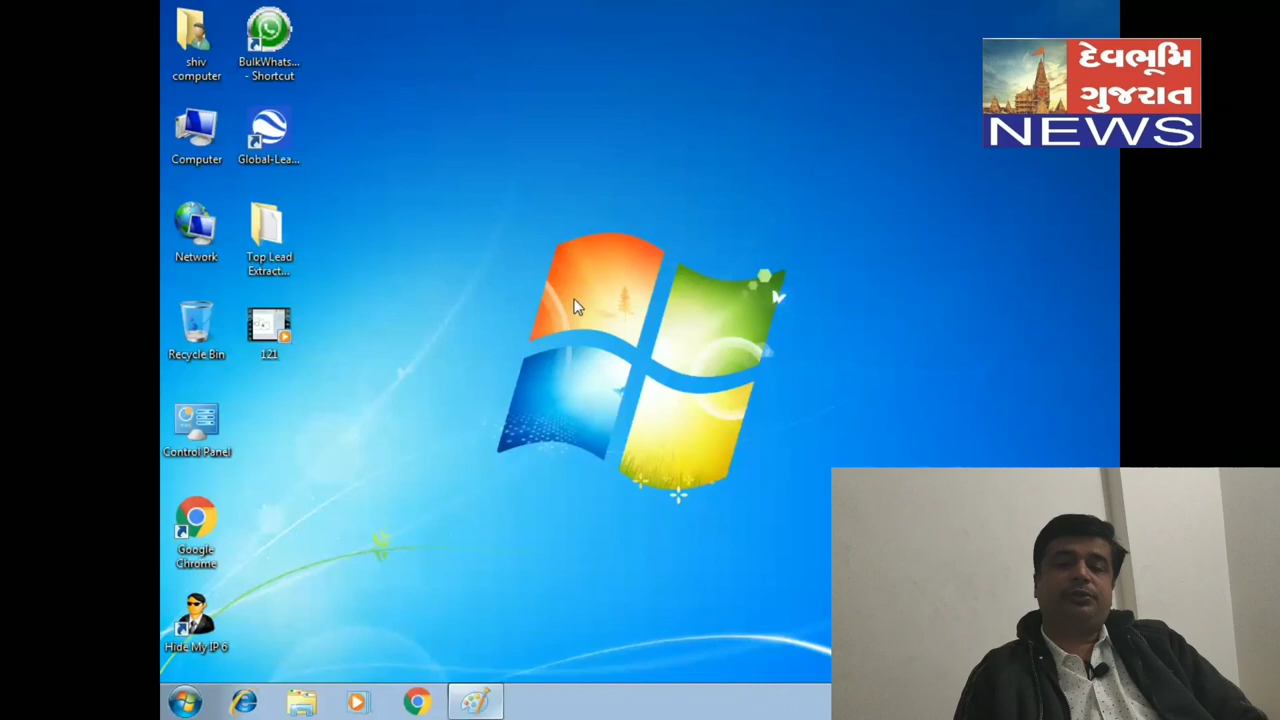 shiv
computer
BulkWhats...
- Shortcut
Computer
Global-Lea...
Network
Top Lead
Extract...
Recycle Bin
121
Control Panel
Google
Chrome
Hide My IP 6
દેવભૂમિ
ગુજરાત
NEWS